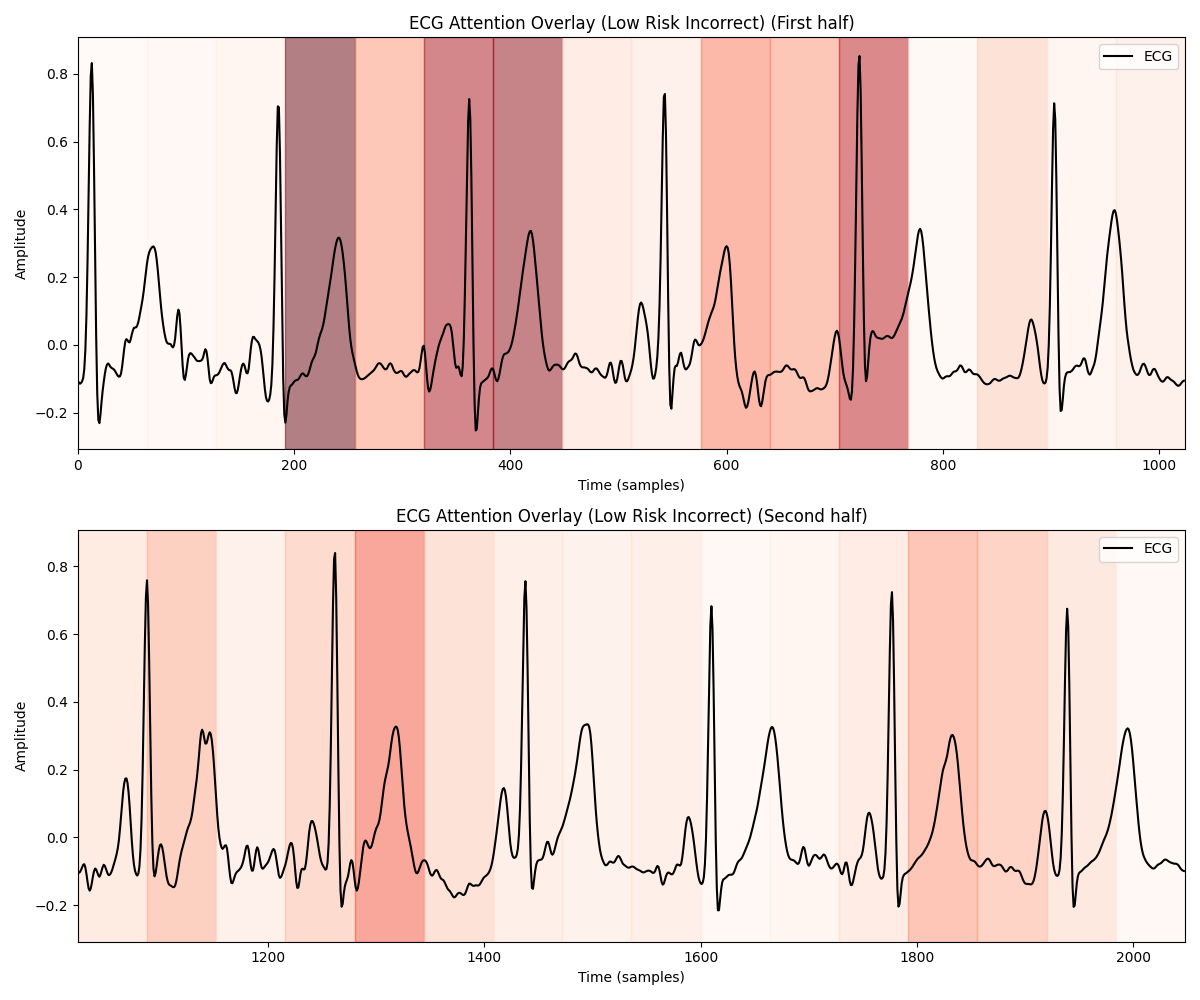 ECG Attention Overlay (Low Risk Incorrect) (First half)
ECG
0.8
0.6
0.4
0.2
0.0
−0.2
Amplitude
0
200
400
600
800
1000
Time (samples)
ECG Attention Overlay (Low Risk Incorrect) (Second half)
ECG
0.8
0.6
0.4
0.2
0.0
−0.2
Amplitude
1200
1400
1600
1800
2000
Time (samples)